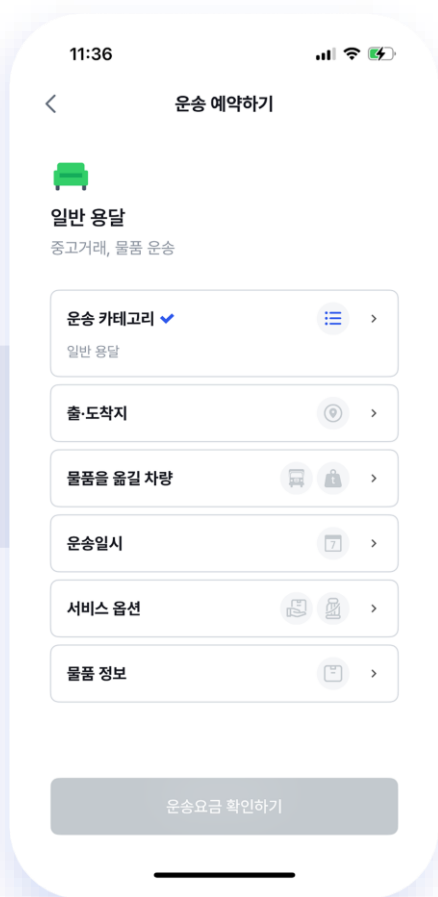 11:36
운송 예약하기
일반 용달
중고거래, 물품 운송
운송 카테고리
일반 용달
출·도착지
물품을 옮길 차량
운송일시
7
서비스 옵션
물품 정보
운송요금 확인하기